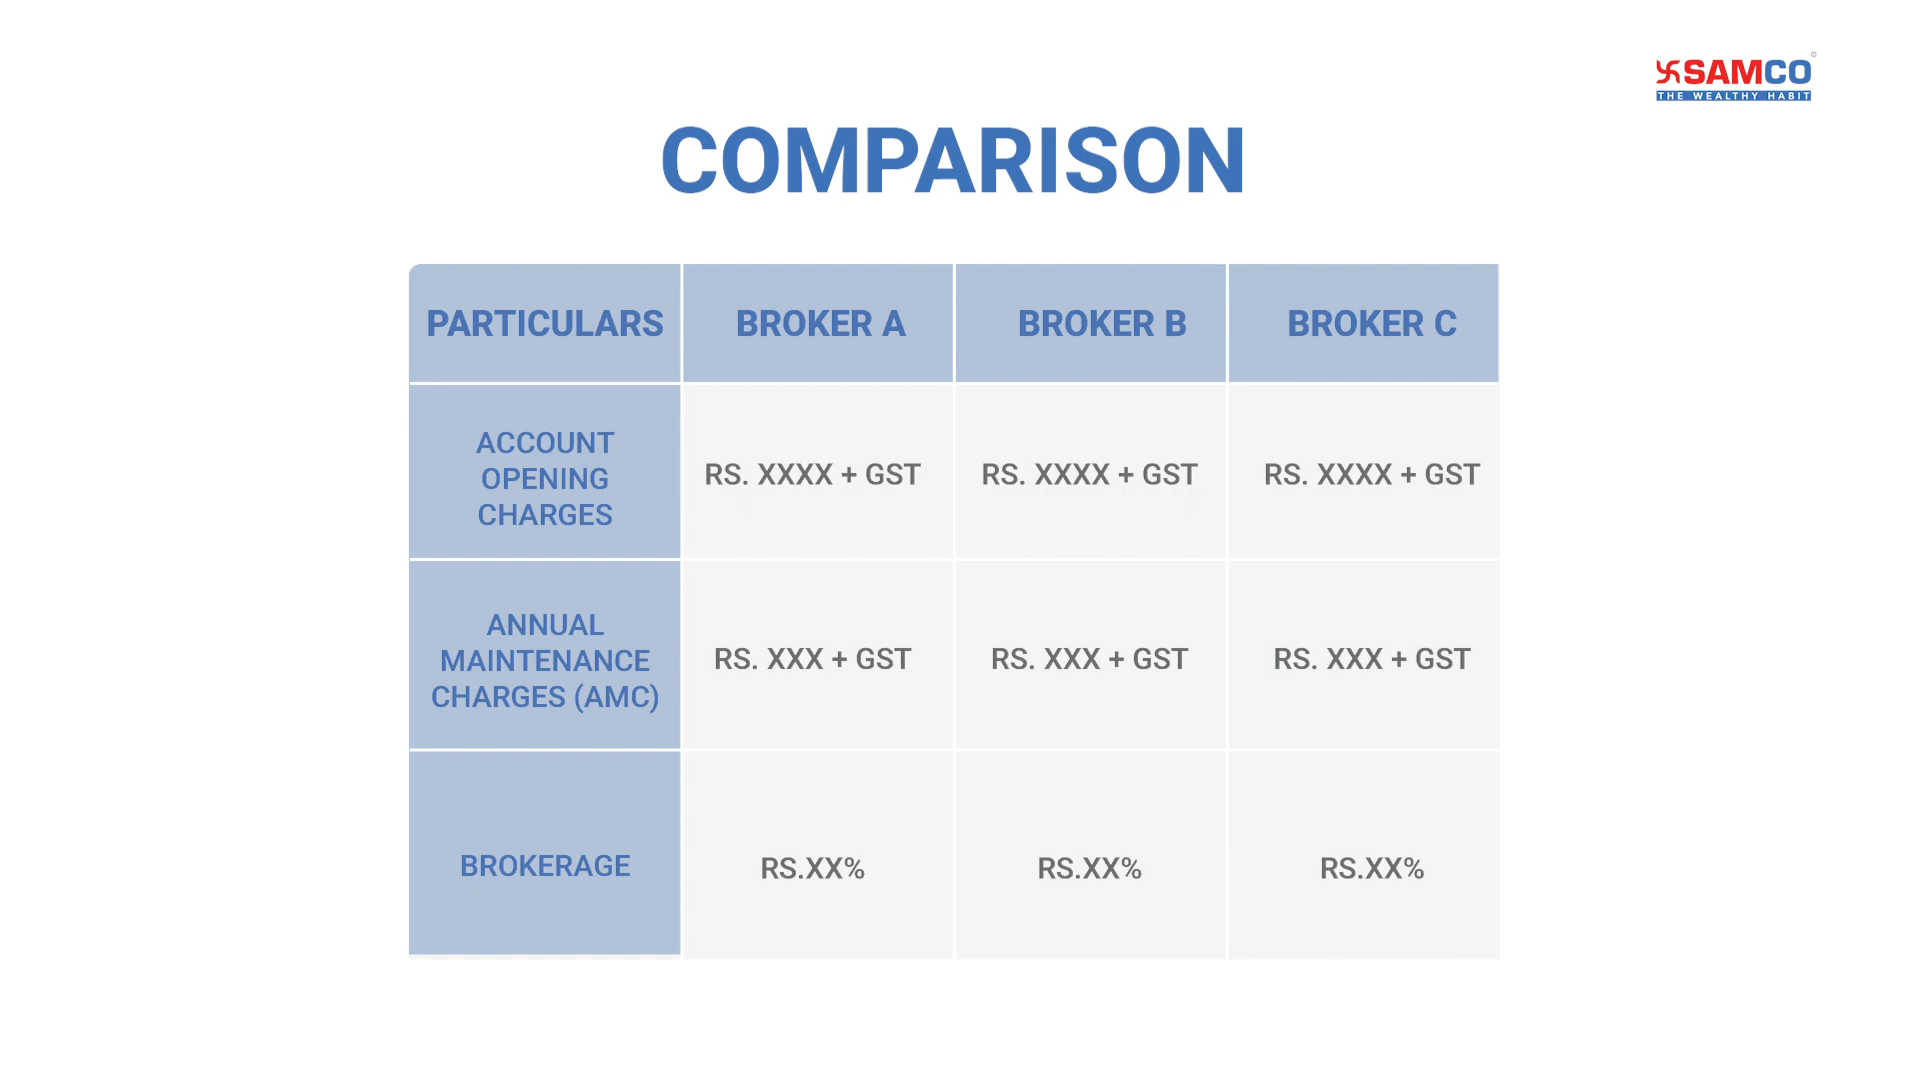 SAMCO
THE WEALTHY HABIT
COMPARISON
PARTICULARS BROKER A BROKER B BROKER C
ACCOUNT
OPENING
CHARGES
RS. XXXX + GST RS. XXXX + GST RS. XXXX + GST
ANNUAL
MAINTENANCE
CHARGES (AMC)
RS. XXX + GST RS. XXX + GST RS. XXX + GST
BROKERAGE RS.XX% RS.XX% RS.XX%